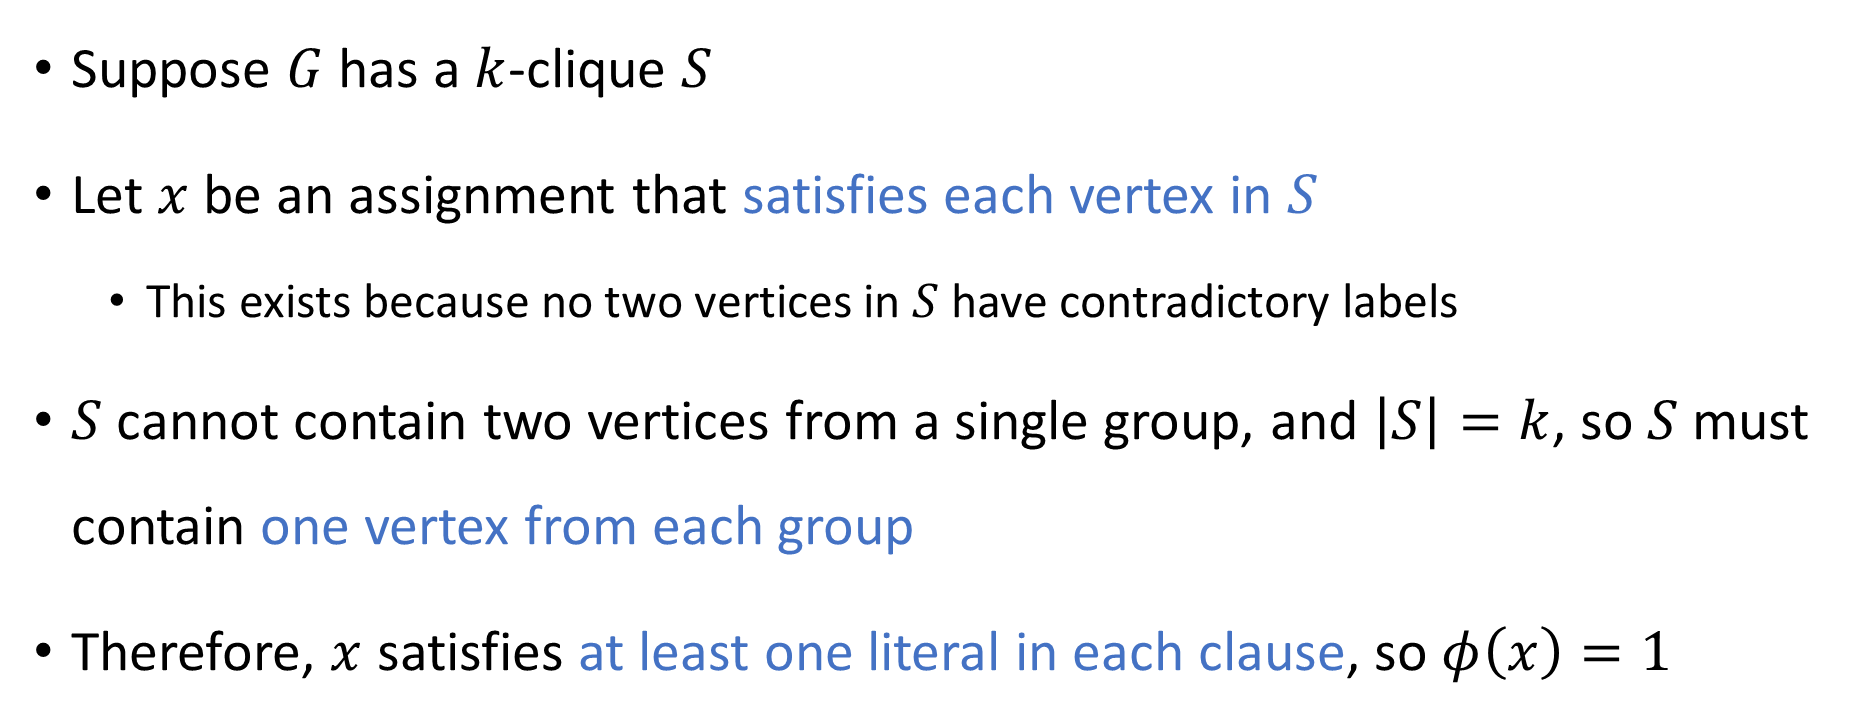 • Suppose 𝐺 has a 𝑘-clique 𝑆
• Let 𝑥 be an assignment that satisfies each vertex in 𝑆
• This exists because no two vertices in 𝑆 have contradictory labels
• 𝑆 cannot contain two vertices from a single group, and |𝑆| = 𝑘, so 𝑆 must
contain one vertex from each group
• Therefore, 𝑥 satisfies at least one literal in each clause, so 𝜙(𝑥) = 1